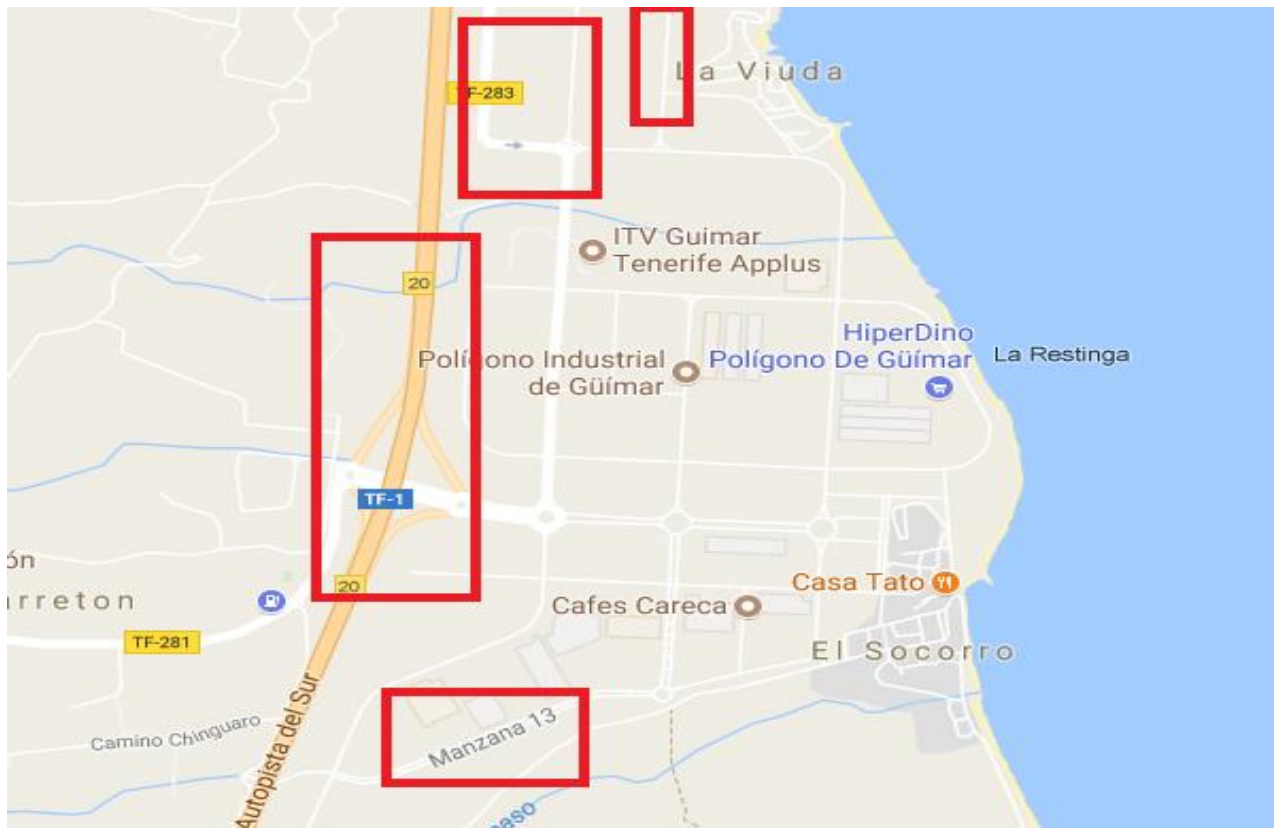 La Viuda
TF-283
ITV Guimar
Tenerife Applus
20
HiperDino
Polígono De Güímar
La Restinga
Polígono Industrial
de Güímar
TF-1
ón
rreton
20
Casa Tato
Cafes Careca
TF-281
El Socorro
Autopista del Sur
Camino Chinguaro
Manzana 13
aso